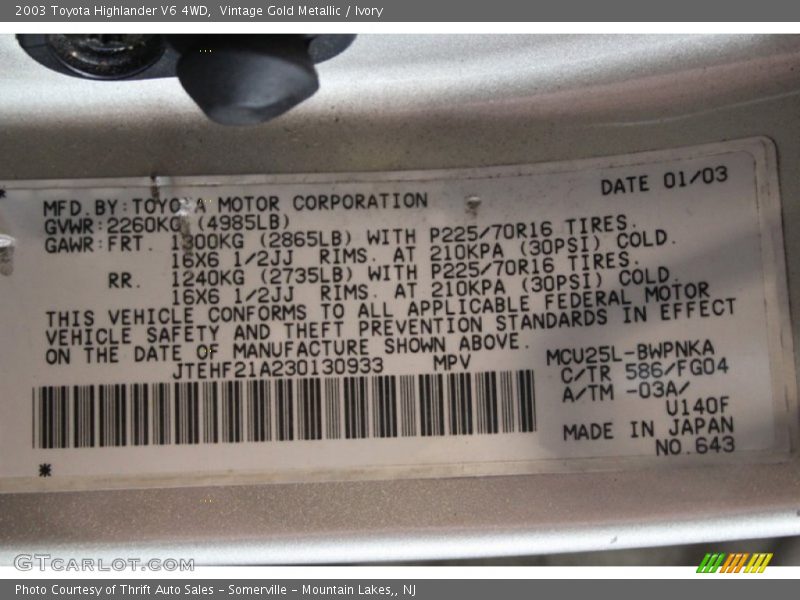 2003 Toyota Highlander V6 4WD, Vintage Gold Metallic / Ivory
DATE 01/03
MFD.BY:TOYOTA MOTOR CORPORATION
GVWR:2260KG (4985LB)
GAWR:FRT. 1300KG (2865LB) WITH P225/70R16 TIRES.
16X6 1/2JJ RIMS. AT 210KPA (30PSI) COLD.
RR. 1240KG (2735LB) WITH P225/70R16 TIRES.
16X6 1/2JJ RIMS. AT 210KPA (30PSI) COLD.
THIS VEHICLE CONFORMS TO ALL APPLICABLE FEDERAL MOTOR
VEHICLE SAFETY AND THEFT PREVENTION STANDARDS IN EFFECT
ON THE DATE OF MANUFACTURE SHOWN ABOVE.
JTEHF21A230130933 MPV
MCU25L-BWPNKA
C/TR 586/FG04
A/TM -03A/
U140F
MADE IN JAPAN
NO.643
*
GTCARLOT.COM
Photo Courtesy of Thrift Auto Sales - Somerville - Mountain Lakes,, NJ